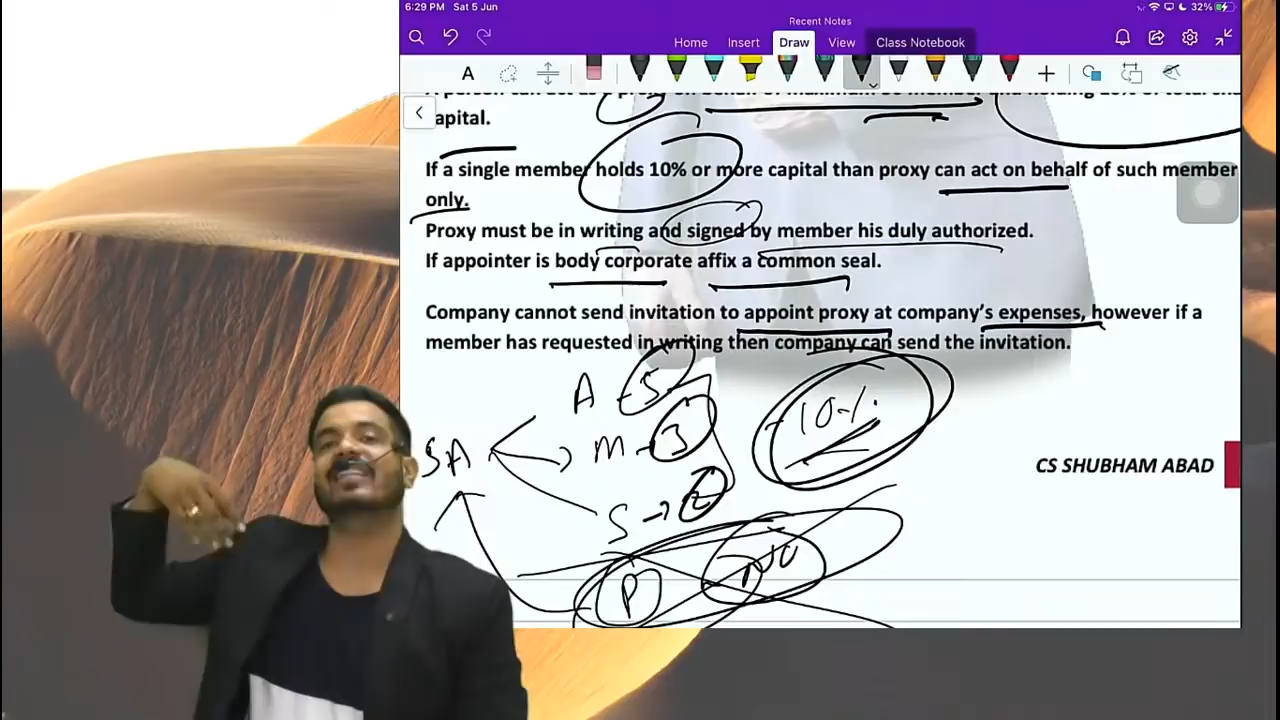 6:29 PM Sat 5 Jun
32%
Recent Notes
Home Insert Draw View Class Notebook
A
apital.
If a single member holds 10% or more capital than proxy can act on behalf of such member
only.
Proxy must be in writing and signed by member his duly authorized.
If appointer is body corporate affix a common seal.
Company cannot send invitation to appoint proxy at company's expenses, however if a
member has requested in writing then company can send the invitation.
A 5
10%
SA M 3
CS SHUBHAM ABAD
S
P